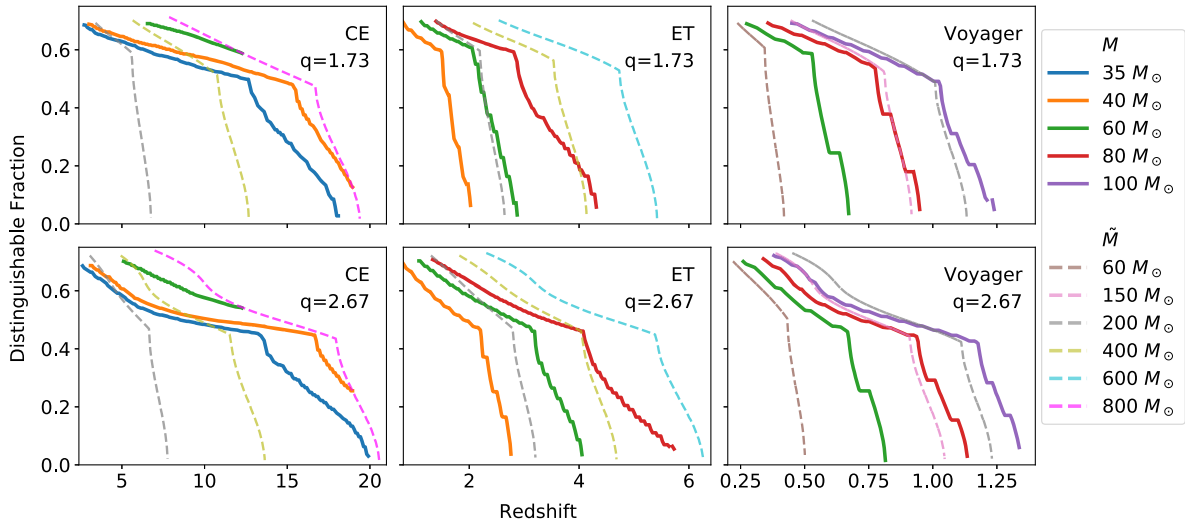 CE
q=1.73
ET
q=1.73
Voyager
q=1.73
0.6
0.4
0.2
0.0
CE
q=2.67
ET
q=2.67
Voyager
q=2.67
0.6
0.4
0.2
0.0
5 10 15 20
2 4 6
0.25 0.50 0.75 1.00 1.25
Distinguishable Fraction
Redshift
M
35 M⊙
40 M⊙
60 M⊙
80 M⊙
100 M⊙
M̃
60 M⊙
150 M⊙
200 M⊙
400 M⊙
600 M⊙
800 M⊙